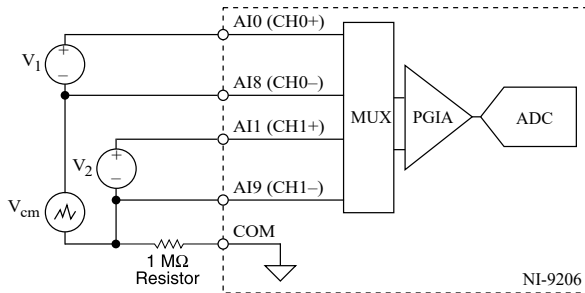 AI0 (CH0+)
V1
+
–
AI8 (CH0–)
MUX
PGIA
ADC
AI1 (CH1+)
V2
+
–
AI9 (CH1–)
Vcm
COM
1 MΩ
Resistor
NI-9206